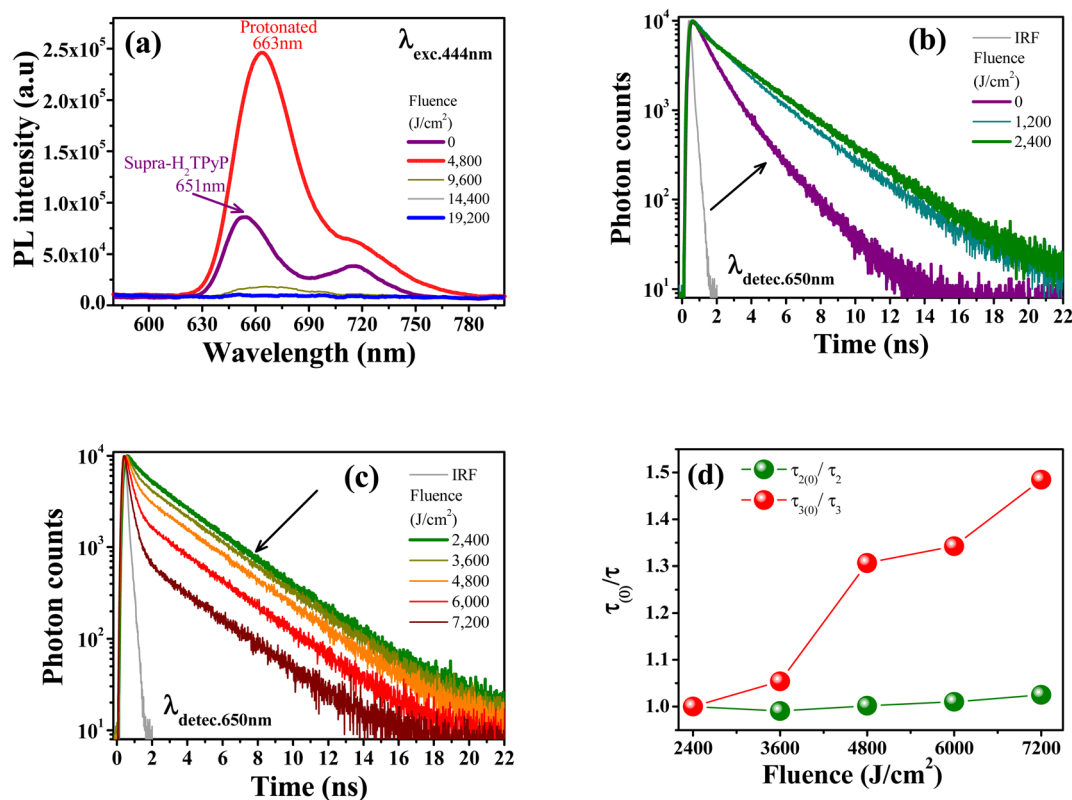 (a)
Protonated
663nm
λexc.444nm
Fluence
(J/cm²)
0
4,800
9,600
14,400
19,200
Supra-H₂TPyP
651nm
2.5x10⁵
2.0x10⁵
1.5x10⁵
1.0x10⁵
5.0x10⁴
0.0
PL intensity (a.u)
600 630 660 690 720 750 780
Wavelength (nm)
(b)
IRF
Fluence
(J/cm²)
0
1,200
2,400
λdetec.650nm
10⁴
10³
10²
10¹
Photon counts
0 2 4 6 8 10 12 14 16 18 20 22
Time (ns)
(c)
IRF
Fluence
(J/cm²)
2,400
3,600
4,800
6,000
7,200
λdetec.650nm
10⁴
10³
10²
10¹
Photon counts
0 2 4 6 8 10 12 14 16 18 20 22
Time (ns)
(d)
τ₂₍₀₎/ τ₂
τ₃₍₀₎/ τ₃
1.5
1.4
1.3
1.2
1.1
1.0
τ₍₀₎/τ
2400 3600 4800 6000 7200
Fluence (J/cm²)